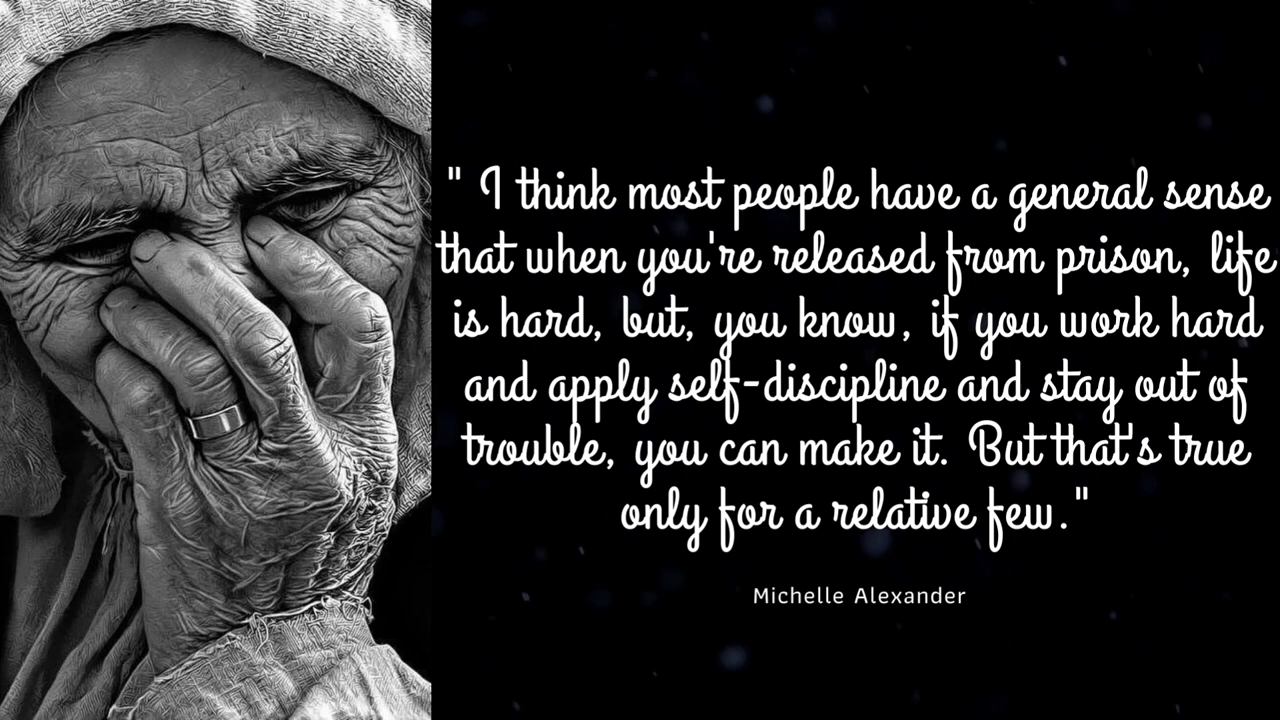 " I think most people have a general sense
that when you're released from prison, life
is hard, but, you know, if you work hard
and apply self-discipline and stay out of
trouble, you can make it. But that's true
only for a relative few."
Michelle Alexander